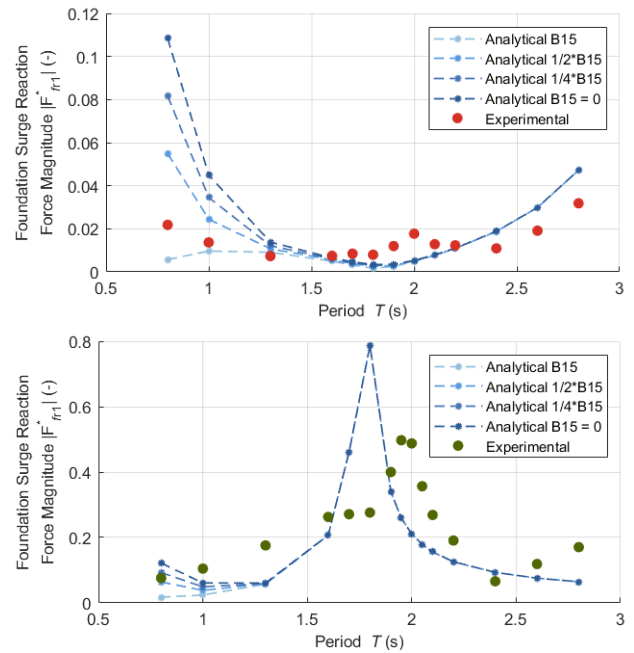 0.12
0.1
0.08
0.06
0.04
0.02
0
0.5
1
1.5
2
2.5
3
Foundation Surge Reaction
Force Magnitude |F*fr1| (-)
Period T (s)
Analytical B15
Analytical 1/2*B15
Analytical 1/4*B15
Analytical B15 = 0
Experimental
0.8
0.6
0.4
0.2
0
0.5
1
1.5
2
2.5
3
Foundation Surge Reaction
Force Magnitude |F*fr1| (-)
Period T (s)
Analytical B15
Analytical 1/2*B15
Analytical 1/4*B15
Analytical B15 = 0
Experimental